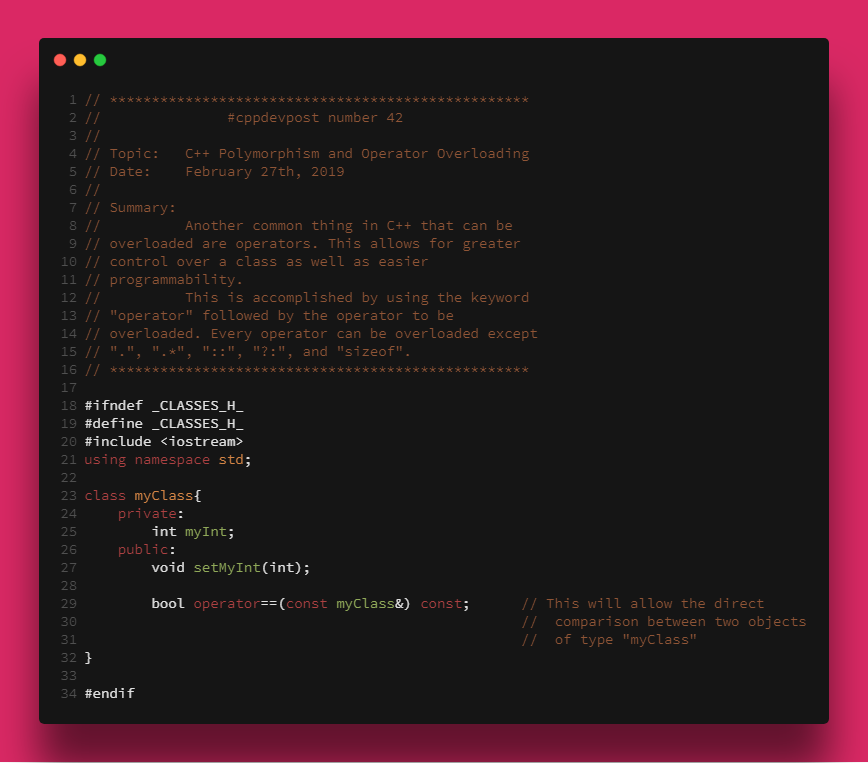 1 // **************************************************
2 //               #cppdevpost number 42
3 //
4 // Topic:   C++ Polymorphism and Operator Overloading
5 // Date:    February 27th, 2019
6 //
7 // Summary:
8 //          Another common thing in C++ that can be
9 // overloaded are operators. This allows for greater
10 // control over a class as well as easier
11 // programmability.
12 //          This is accomplished by using the keyword
13 // "operator" followed by the operator to be
14 // overloaded. Every operator can be overloaded except
15 // ".", ".*", "::", "?:", and "sizeof".
16 // **************************************************
17
18 #ifndef _CLASSES_H_
19 #define _CLASSES_H_
20 #include <iostream>
21 using namespace std;
22
23 class myClass{
24     private:
25         int myInt;
26     public:
27         void setMyInt(int);
28
29         bool operator==(const myClass&) const;      // This will allow the direct
30                                                     //  comparison between two objects
31                                                     //  of type "myClass"
32 }
33
34 #endif